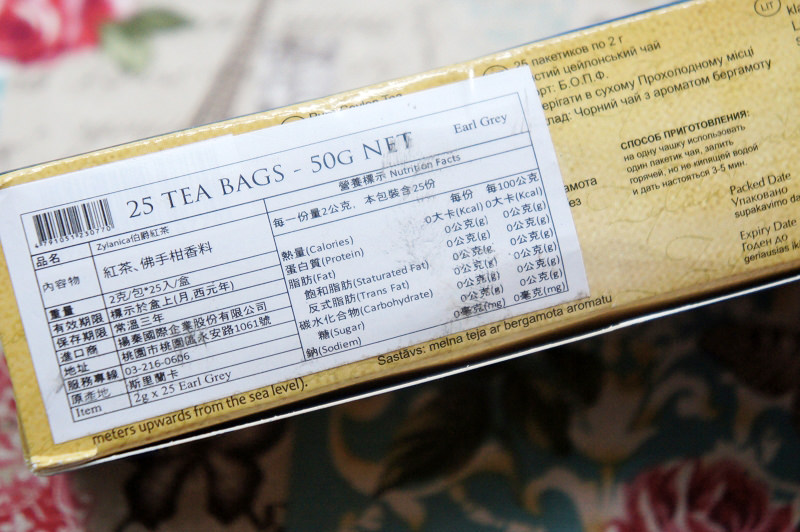 25 TEA BAGS - 50G NET
Earl Grey
4 791051 230770
品名
Zylanica伯爵紅茶
內容物
紅茶、佛手柑香料
重量
2克/包*25入/盒
有效期限
標示於盒上(月,西元年)
保存期限
常溫三年
進口商
揚秦國際企業股份有限公司
地址
桃園市桃園區永安路1061號
服務專線
03-216-0606
原產地
斯里蘭卡
Item
2g x 25 Earl Grey
營養標示 Nutrition Facts
每一份量2公克, 本包裝含25份
每份 每100公克
熱量(Calories) 0大卡(Kcal) 0大卡(Kcal)
蛋白質(Protein) 0公克(g) 0公克(g)
脂肪(Fat) 0公克(g) 0公克(g)
飽和脂肪(Staturated Fat) 0公克(g) 0公克(g)
反式脂肪(Trans Fat) 0公克(g) 0公克(g)
碳水化合物(Carbohydrate) 0公克(g) 0公克(g)
糖(Sugar) 0公克(g) 0公克(g)
鈉(Sodiem) 0毫克(mg) 0毫克(mg)
Sastāvs: melna teja ar bergamota aromatu
meters upwards from the sea level).
25 пакетиков по 2 г
стий цейлонський чай
орт: Б.О.П.Ф.
ерігати в сухому Прохолодному місці
лад: Чорний чай з ароматом бергамоту
СПОСОБ ПРИГОТОВЛЕНИЯ:
на одну чашку использовать
один пакетик чая, залить
горячей, но не кипящей водой
и дать настояться 3-5 мин.
Packed Date
Упаковано
supakavimo da
Expiry Date
Годен до
geriausias ik
LIT